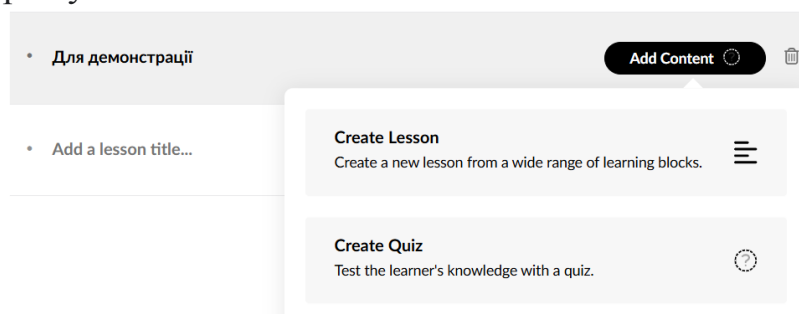 Для демонстрації
Add Content
Add a lesson title...
Create Lesson
Create a new lesson from a wide range of learning blocks.
Create Quiz
Test the learner's knowledge with a quiz.